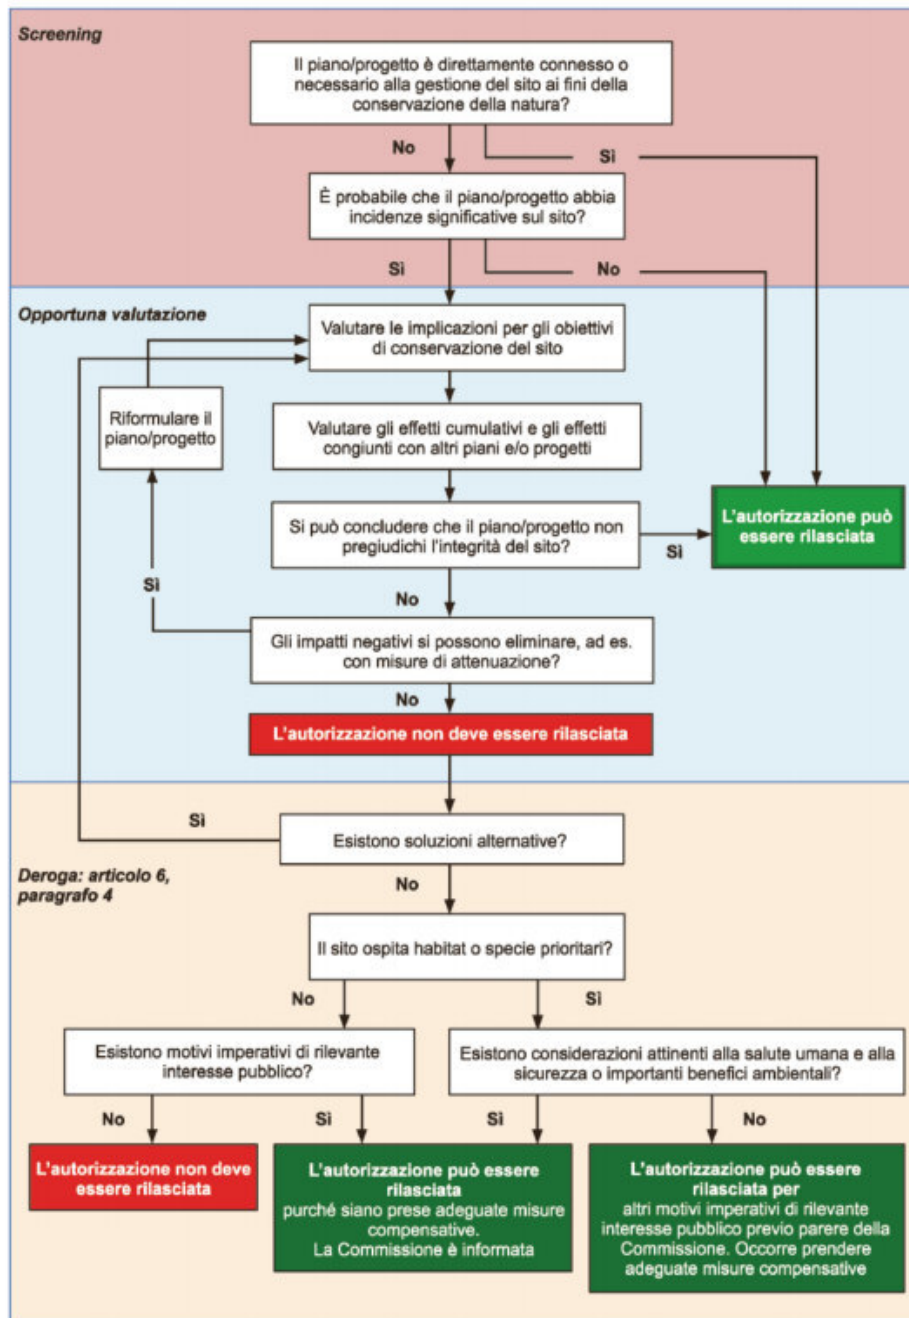 Screening
Il piano/progetto è direttamente connesso o
necessario alla gestione del sito ai fini della
conservazione della natura?
No
Sì
È probabile che il piano/progetto abbia
incidenze significative sul sito?
Sì
No
Opportuna valutazione
Valutare le implicazioni per gli obiettivi
di conservazione del sito
Riformulare il
piano/progetto
Valutare gli effetti cumulativi e gli effetti
congiunti con altri piani e/o progetti
L'autorizzazione può
essere rilasciata
Si può concludere che il piano/progetto non
pregiudichi l'integrità del sito?
Sì
Sì
No
Gli impatti negativi si possono eliminare, ad es.
con misure di attenuazione?
No
L'autorizzazione non deve essere rilasciata
Sì
Esistono soluzioni alternative?
Deroga: articolo 6,
paragrafo 4
No
Il sito ospita habitat o specie prioritari?
No
Sì
Esistono motivi imperativi di rilevante
interesse pubblico?
Esistono considerazioni attinenti alla salute umana e alla
sicurezza o importanti benefici ambientali?
No
Sì
Sì
No
L'autorizzazione non deve
essere rilasciata
L'autorizzazione può essere
rilasciata
purché siano prese adeguate misure
compensative.
La Commissione è informata
L'autorizzazione può essere
rilasciata per
altri motivi imperativi di rilevante
interesse pubblico previo parere della
Commissione. Occorre prendere
adeguate misure compensative